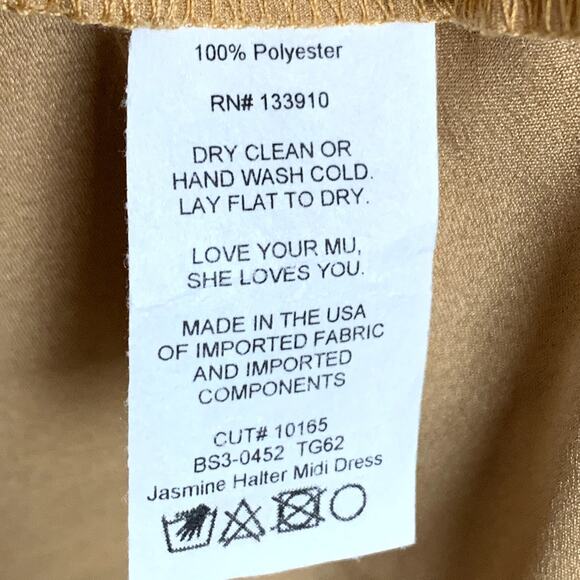 100% Polyester
RN# 133910
DRY CLEAN OR
HAND WASH COLD.
LAY FLAT TO DRY.
LOVE YOUR MU,
SHE LOVES YOU.
MADE IN THE USA
OF IMPORTED FABRIC
AND IMPORTED
COMPONENTS
CUT# 10165
BS3-0452 TG62
Jasmine Halter Midi Dress